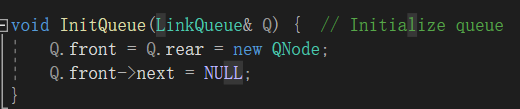 void InitQueue(LinkQueue& Q) {  // Initialize queue
    Q.front = Q.rear = new QNode;
    Q.front->next = NULL;
}